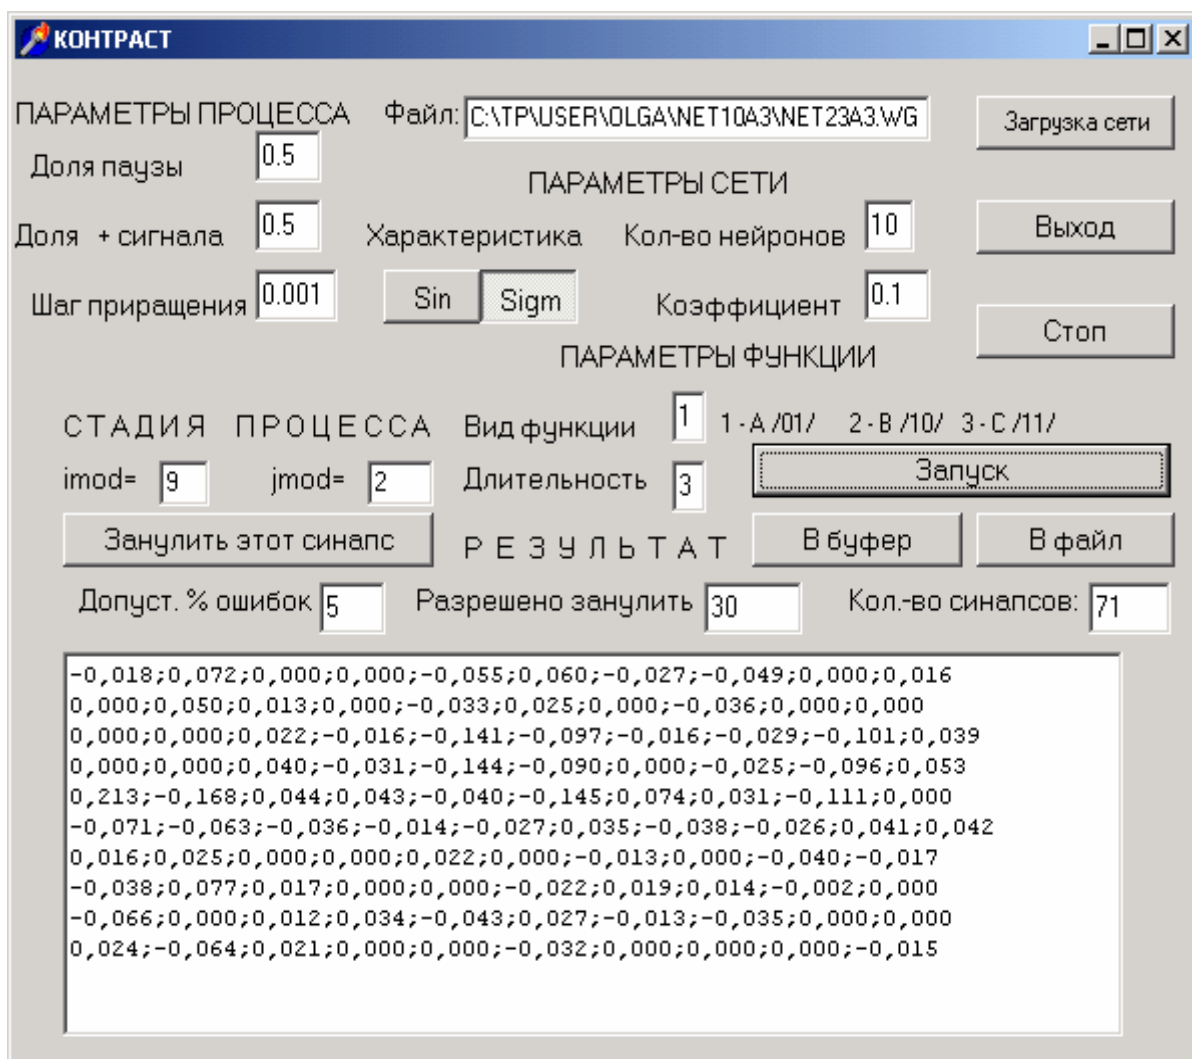 КОНТРАСТ
ПАРАМЕТРЫ ПРОЦЕССА Файл: C:\TP\USER\OLGA\NET10A3\NET23A3.WG Загрузка сети
Доля паузы 0.5
ПАРАМЕТРЫ СЕТИ
Доля + сигнала 0.5 Характеристика Кол-во нейронов 10 Выход
Шаг приращения 0.001 Sin Sigm Коэффициент 0.1
Стоп
ПАРАМЕТРЫ ФУНКЦИИ
СТАДИЯ ПРОЦЕССА Вид функции 1 1 - A /01/ 2 - B /10/ 3 - C /11/
imod= 9 jmod= 2 Длительность 3 Запуск
Занулить этот синапс РЕЗУЛЬТАТ В буфер В файл
Допуст. % ошибок 5 Разрешено занулить 30 Кол.-во синапсов: 71
-0,018;0,072;0,000;0,000;-0,055;0,060;-0,027;-0,049;0,000;0,016
0,000;0,050;0,013;0,000;-0,033;0,025;0,000;-0,036;0,000;0,000
0,000;0,000;0,022;-0,016;-0,141;-0,097;-0,016;-0,029;-0,101;0,039
0,000;0,000;0,040;-0,031;-0,144;-0,090;0,000;-0,025;-0,096;0,053
0,213;-0,168;0,044;0,043;-0,040;-0,145;0,074;0,031;-0,111;0,000
-0,071;-0,063;-0,036;-0,014;-0,027;0,035;-0,038;-0,026;0,041;0,042
0,016;0,025;0,000;0,000;0,022;0,000;-0,013;0,000;-0,040;-0,017
-0,038;0,077;0,017;0,000;0,000;-0,022;0,019;0,014;-0,002;0,000
-0,066;0,000;0,012;0,034;-0,043;0,027;-0,013;-0,035;0,000;0,000
0,024;-0,064;0,021;0,000;0,000;-0,032;0,000;0,000;0,000;-0,015